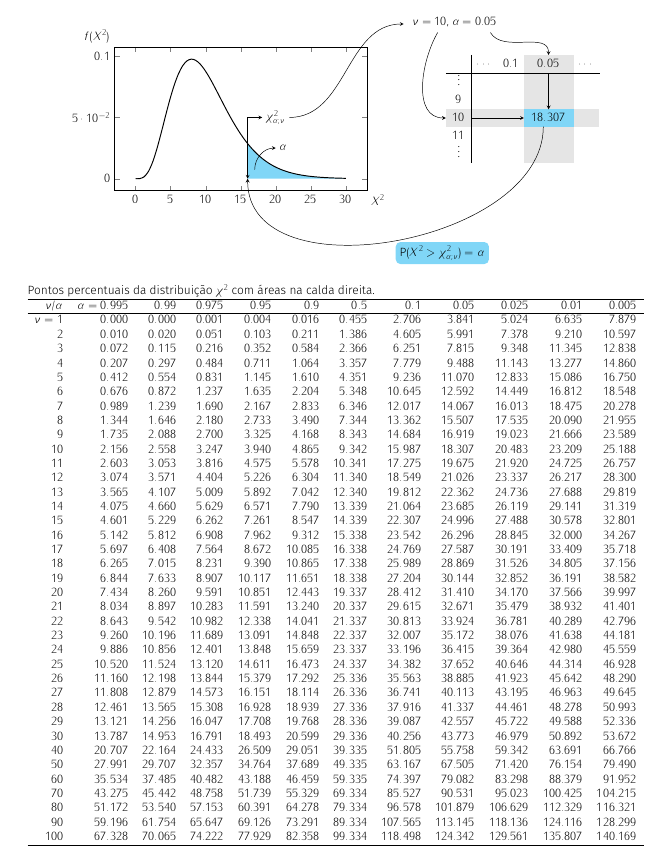 ν = 10, α = 0.05
f(X²)
0.1
5 · 10⁻²
0
0 5 10 15 20 25 30 X²
χ²α;ν
α
··· 0.1 0.05 ···
⋮
9
10 18.307
11
⋮
P(X² > χ²α;ν) = α
Pontos percentuais da distribuição χ² com áreas na calda direita.
ν/α α = 0.995 0.99 0.975 0.95 0.9 0.5 0.1 0.05 0.025 0.01 0.005
ν = 1 0.000 0.000 0.001 0.004 0.016 0.455 2.706 3.841 5.024 6.635 7.879
2 0.010 0.020 0.051 0.103 0.211 1.386 4.605 5.991 7.378 9.210 10.597
3 0.072 0.115 0.216 0.352 0.584 2.366 6.251 7.815 9.348 11.345 12.838
4 0.207 0.297 0.484 0.711 1.064 3.357 7.779 9.488 11.143 13.277 14.860
5 0.412 0.554 0.831 1.145 1.610 4.351 9.236 11.070 12.833 15.086 16.750
6 0.676 0.872 1.237 1.635 2.204 5.348 10.645 12.592 14.449 16.812 18.548
7 0.989 1.239 1.690 2.167 2.833 6.346 12.017 14.067 16.013 18.475 20.278
8 1.344 1.646 2.180 2.733 3.490 7.344 13.362 15.507 17.535 20.090 21.955
9 1.735 2.088 2.700 3.325 4.168 8.343 14.684 16.919 19.023 21.666 23.589
10 2.156 2.558 3.247 3.940 4.865 9.342 15.987 18.307 20.483 23.209 25.188
11 2.603 3.053 3.816 4.575 5.578 10.341 17.275 19.675 21.920 24.725 26.757
12 3.074 3.571 4.404 5.226 6.304 11.340 18.549 21.026 23.337 26.217 28.300
13 3.565 4.107 5.009 5.892 7.042 12.340 19.812 22.362 24.736 27.688 29.819
14 4.075 4.660 5.629 6.571 7.790 13.339 21.064 23.685 26.119 29.141 31.319
15 4.601 5.229 6.262 7.261 8.547 14.339 22.307 24.996 27.488 30.578 32.801
16 5.142 5.812 6.908 7.962 9.312 15.338 23.542 26.296 28.845 32.000 34.267
17 5.697 6.408 7.564 8.672 10.085 16.338 24.769 27.587 30.191 33.409 35.718
18 6.265 7.015 8.231 9.390 10.865 17.338 25.989 28.869 31.526 34.805 37.156
19 6.844 7.633 8.907 10.117 11.651 18.338 27.204 30.144 32.852 36.191 38.582
20 7.434 8.260 9.591 10.851 12.443 19.337 28.412 31.410 34.170 37.566 39.997
21 8.034 8.897 10.283 11.591 13.240 20.337 29.615 32.671 35.479 38.932 41.401
22 8.643 9.542 10.982 12.338 14.041 21.337 30.813 33.924 36.781 40.289 42.796
23 9.260 10.196 11.689 13.091 14.848 22.337 32.007 35.172 38.076 41.638 44.181
24 9.886 10.856 12.401 13.848 15.659 23.337 33.196 36.415 39.364 42.980 45.559
25 10.520 11.524 13.120 14.611 16.473 24.337 34.382 37.652 40.646 44.314 46.928
26 11.160 12.198 13.844 15.379 17.292 25.336 35.563 38.885 41.923 45.642 48.290
27 11.808 12.879 14.573 16.151 18.114 26.336 36.741 40.113 43.195 46.963 49.645
28 12.461 13.565 15.308 16.928 18.939 27.336 37.916 41.337 44.461 48.278 50.993
29 13.121 14.256 16.047 17.708 19.768 28.336 39.087 42.557 45.722 49.588 52.336
30 13.787 14.953 16.791 18.493 20.599 29.336 40.256 43.773 46.979 50.892 53.672
40 20.707 22.164 24.433 26.509 29.051 39.335 51.805 55.758 59.342 63.691 66.766
50 27.991 29.707 32.357 34.764 37.689 49.335 63.167 67.505 71.420 76.154 79.490
60 35.534 37.485 40.482 43.188 46.459 59.335 74.397 79.082 83.298 88.379 91.952
70 43.275 45.442 48.758 51.739 55.329 69.334 85.527 90.531 95.023 100.425 104.215
80 51.172 53.540 57.153 60.391 64.278 79.334 96.578 101.879 106.629 112.329 116.321
90 59.196 61.754 65.647 69.126 73.291 89.334 107.565 113.145 118.136 124.116 128.299
100 67.328 70.065 74.222 77.929 82.358 99.334 118.498 124.342 129.561 135.807 140.169